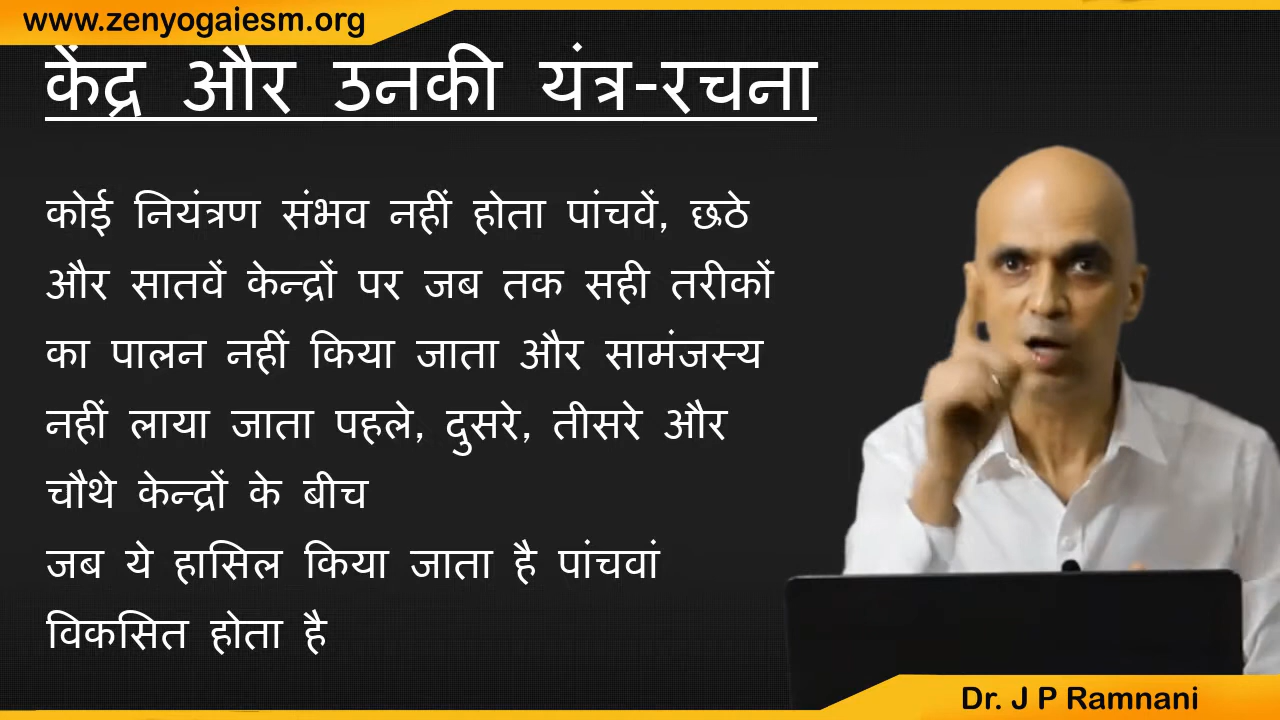 www.zenyogaiesm.org
केंद्र और उनकी यंत्र-रचना
कोई नियंत्रण संभव नहीं होता पांचवें, छठे
और सातवें केन्द्रों पर जब तक सही तरीकों
का पालन नहीं किया जाता और सामंजस्य
नहीं लाया जाता पहले, दुसरे, तीसरे और
चौथे केन्द्रों के बीच
जब ये हासिल किया जाता है पांचवां
विकसित होता है
Dr. J P Ramnani